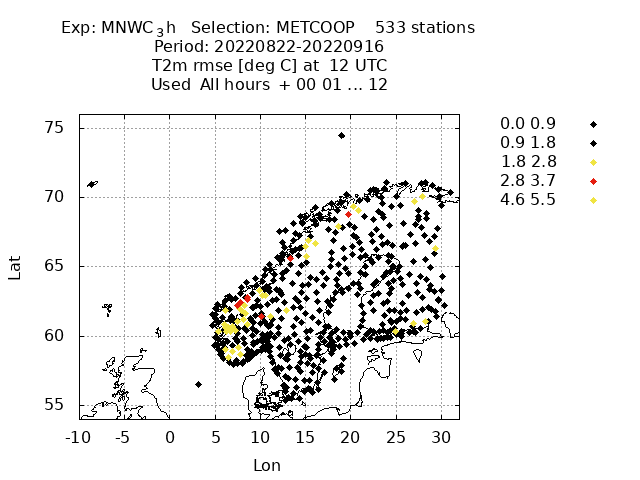 Exp: MNWC3h   Selection: METCOOP    533 stations
Period: 20220822-20220916
T2m rmse [deg C] at  12 UTC
Used  All hours  + 00 01 ... 12
0.0 0.9
0.9 1.8
1.8 2.8
2.8 3.7
4.6 5.5
75
70
65
60
55
Lat
-10 -5 0 5 10 15 20 25 30
Lon